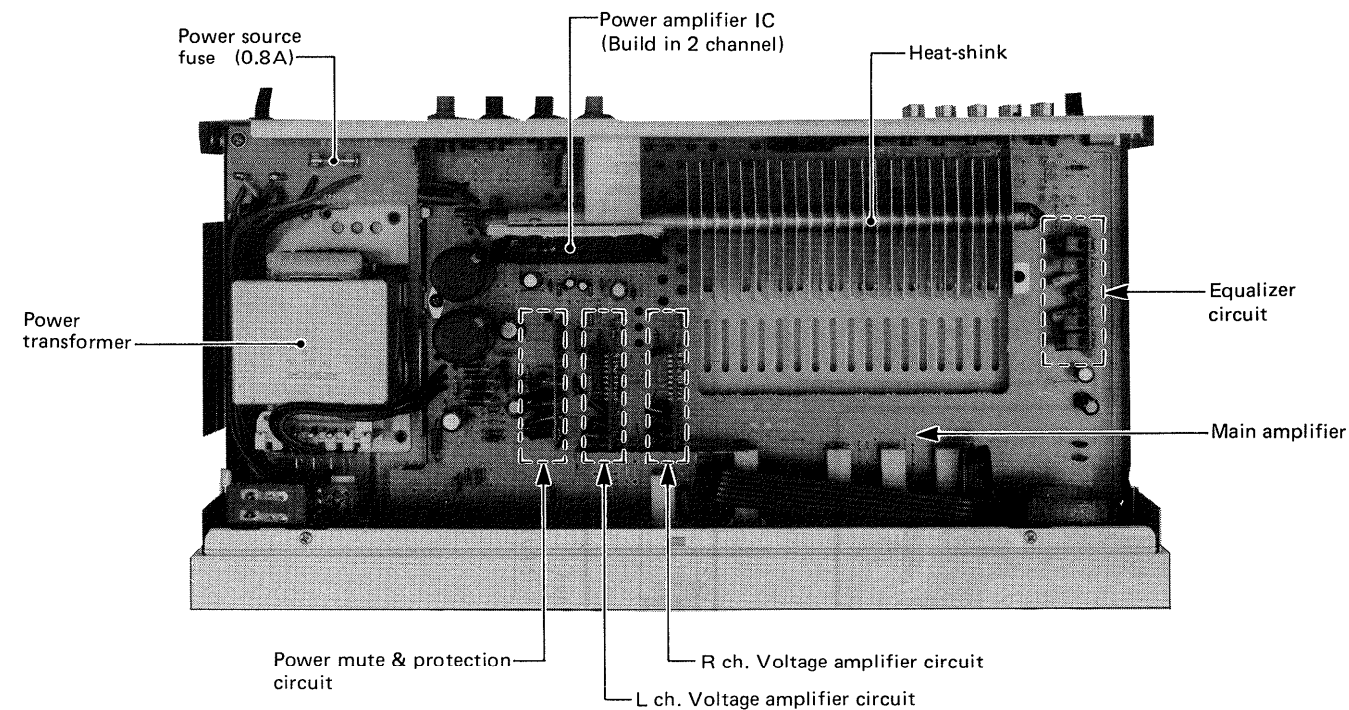 Power amplifier IC
(Build in 2 channel)
Power source
fuse (0.8A)
Heat-shink
Power
transformer
Equalizer
circuit
Main amplifier
Power mute & protection
circuit
R ch. Voltage amplifier circuit
L ch. Voltage amplifier circuit